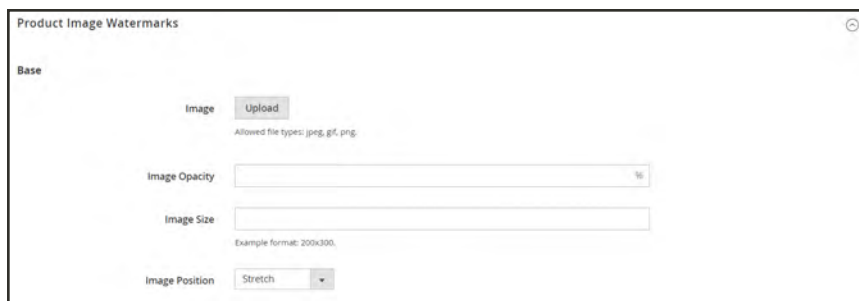 Product Image Watermarks
Base
Image Upload
Allowed file types: jpeg, gif, png.
Image Opacity %
Image Size
Example format: 200x300.
Image Position Stretch